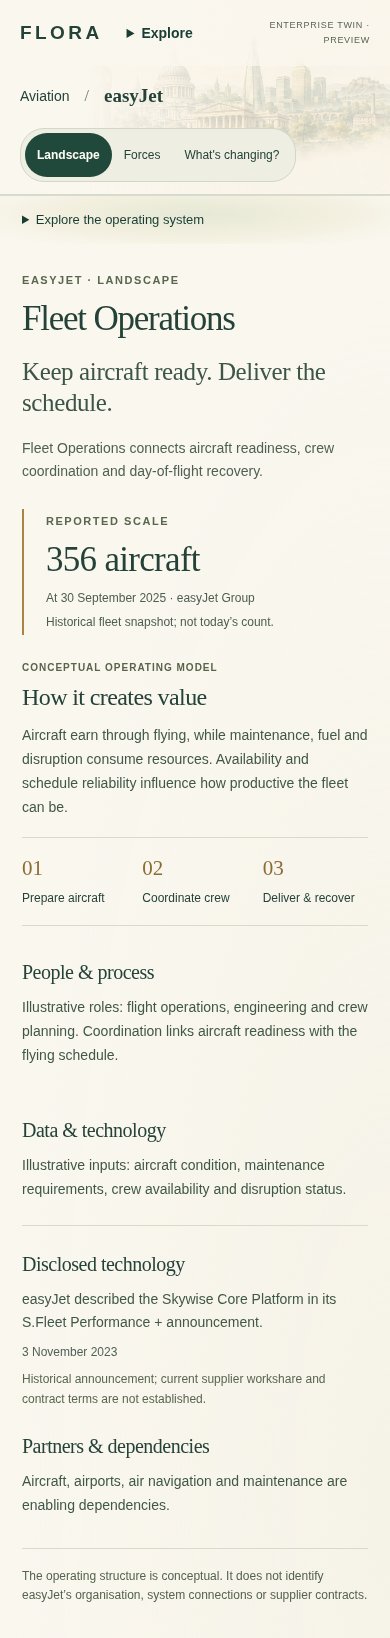 FLORA
Explore
ENTERPRISE TWIN ·
PREVIEW
Aviation / easyJet
Landscape Forces What's changing?
Explore the operating system
EASYJET · LANDSCAPE
Fleet Operations
Keep aircraft ready. Deliver the
schedule.
Fleet Operations connects aircraft readiness, crew
coordination and day-of-flight recovery.
REPORTED SCALE
356 aircraft
At 30 September 2025 · easyJet Group
Historical fleet snapshot; not today’s count.
CONCEPTUAL OPERATING MODEL
How it creates value
Aircraft earn through flying, while maintenance, fuel and
disruption consume resources. Availability and
schedule reliability influence how productive the fleet
can be.
01 02 03
Prepare aircraft Coordinate crew Deliver & recover
People & process
Illustrative roles: flight operations, engineering and crew
planning. Coordination links aircraft readiness with the
flying schedule.
Data & technology
Illustrative inputs: aircraft condition, maintenance
requirements, crew availability and disruption status.
Disclosed technology
easyJet described the Skywise Core Platform in its
S.Fleet Performance + announcement.
3 November 2023
Historical announcement; current supplier workshare and
contract terms are not established.
Partners & dependencies
Aircraft, airports, air navigation and maintenance are
enabling dependencies.
The operating structure is conceptual. It does not identify
easyJet’s organisation, system connections or supplier contracts.